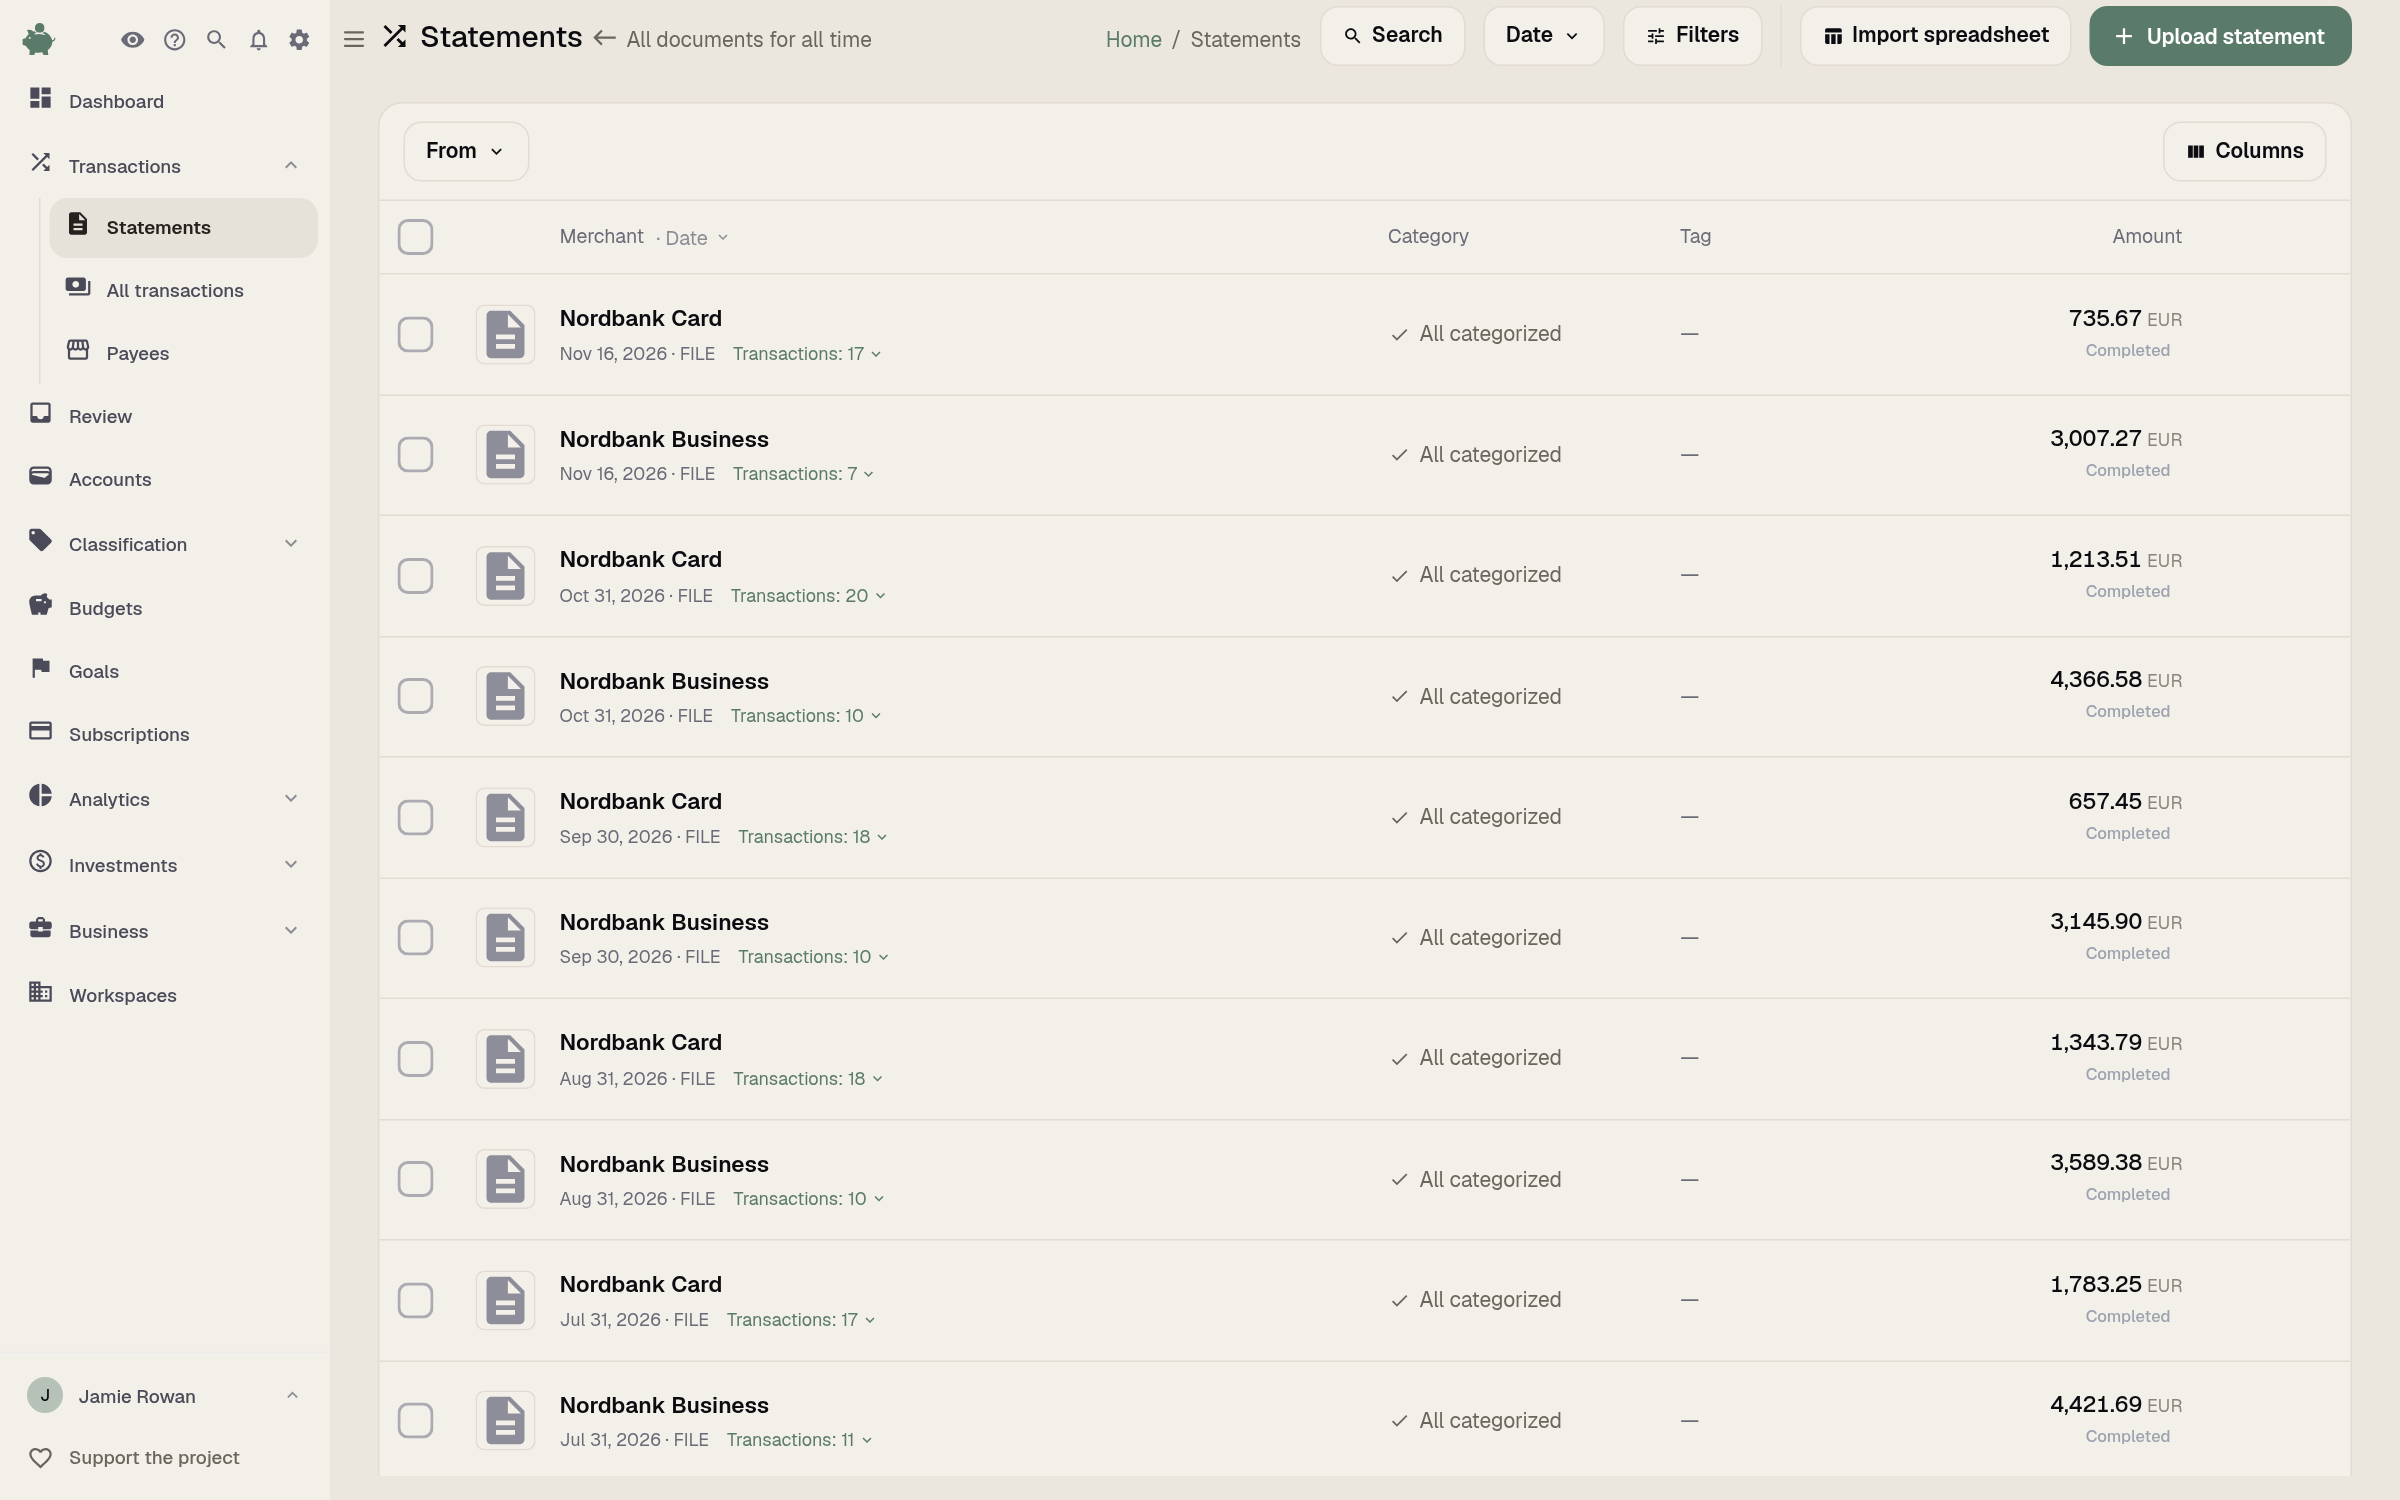 Dashboard
Transactions
Statements
All transactions
Payees
Review
Accounts
Classification
Budgets
Goals
Subscriptions
Analytics
Investments
Business
Workspaces
J Jamie Rowan
Support the project
Statements ← All documents for all time
Home / Statements
Search
Date
Filters
Import spreadsheet
+ Upload statement
From
Columns
Merchant · Date Category Tag Amount
Nordbank Card
Nov 16, 2026 · FILE Transactions: 17
All categorized — 735.67 EUR
Completed
Nordbank Business
Nov 16, 2026 · FILE Transactions: 7
All categorized — 3,007.27 EUR
Completed
Nordbank Card
Oct 31, 2026 · FILE Transactions: 20
All categorized — 1,213.51 EUR
Completed
Nordbank Business
Oct 31, 2026 · FILE Transactions: 10
All categorized — 4,366.58 EUR
Completed
Nordbank Card
Sep 30, 2026 · FILE Transactions: 18
All categorized — 657.45 EUR
Completed
Nordbank Business
Sep 30, 2026 · FILE Transactions: 10
All categorized — 3,145.90 EUR
Completed
Nordbank Card
Aug 31, 2026 · FILE Transactions: 18
All categorized — 1,343.79 EUR
Completed
Nordbank Business
Aug 31, 2026 · FILE Transactions: 10
All categorized — 3,589.38 EUR
Completed
Nordbank Card
Jul 31, 2026 · FILE Transactions: 17
All categorized — 1,783.25 EUR
Completed
Nordbank Business
Jul 31, 2026 · FILE Transactions: 11
All categorized — 4,421.69 EUR
Completed